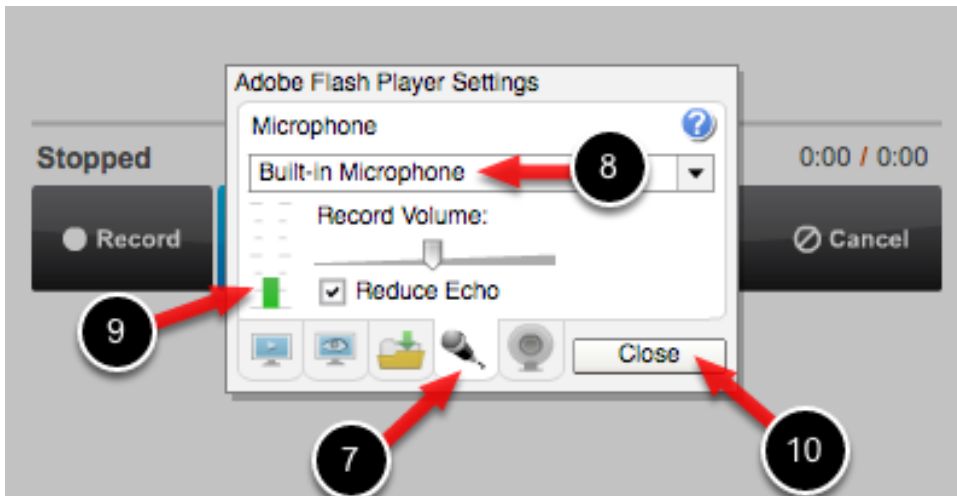 Adobe Flash Player Settings
Microphone
?
Stopped
Built-in Microphone
8
0:00 / 0:00
Record
Record Volume:
Cancel
Reduce Echo
9
Close
7
10